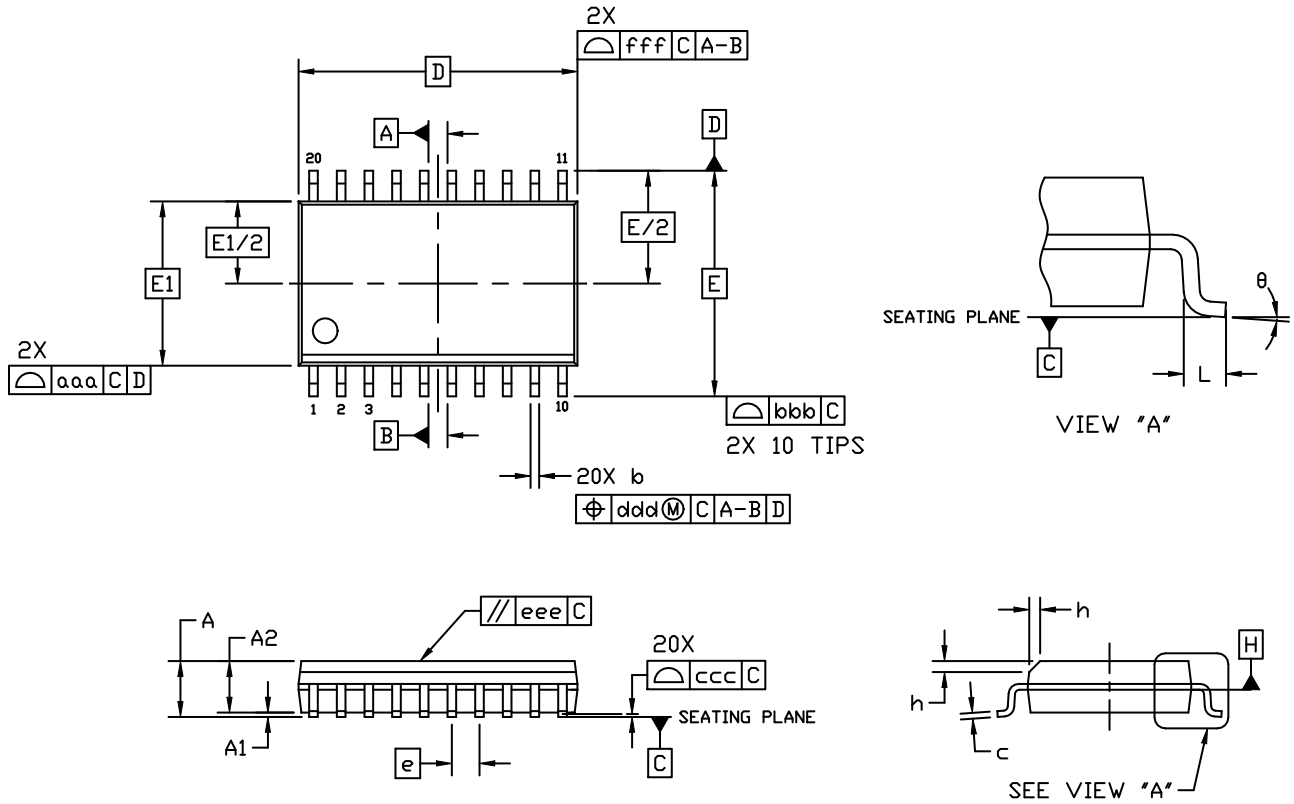 2X
⌓ fff C A-B
D
A
D
20
11
E1/2
E/2
E1
E
2X
⌓ aaa C D
1
2
3
10
B
⌓ bbb C
2X 10 TIPS
20X b
⌖ dddⓂ C A-B D
θ
SEATING PLANE
C
L
VIEW "A"
// eee C
A
A2
20X
⌓ ccc C
SEATING PLANE
A1
e
C
h
H
h
c
SEE VIEW "A"